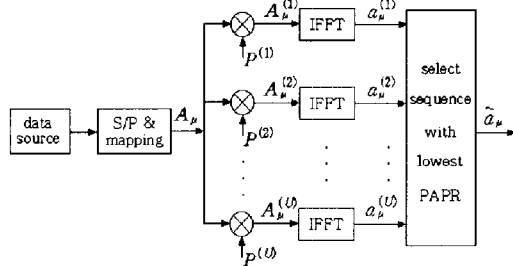 data
source
S/P &
mapping
A_μ
P^(1)
A_μ^(1)
IFFT
a_μ^(1)
P^(2)
A_μ^(2)
IFFT
a_μ^(2)
P^(U)
A_μ^(U)
IFFT
a_μ^(U)
select
sequence
with
lowest
PAPR
ã_μ